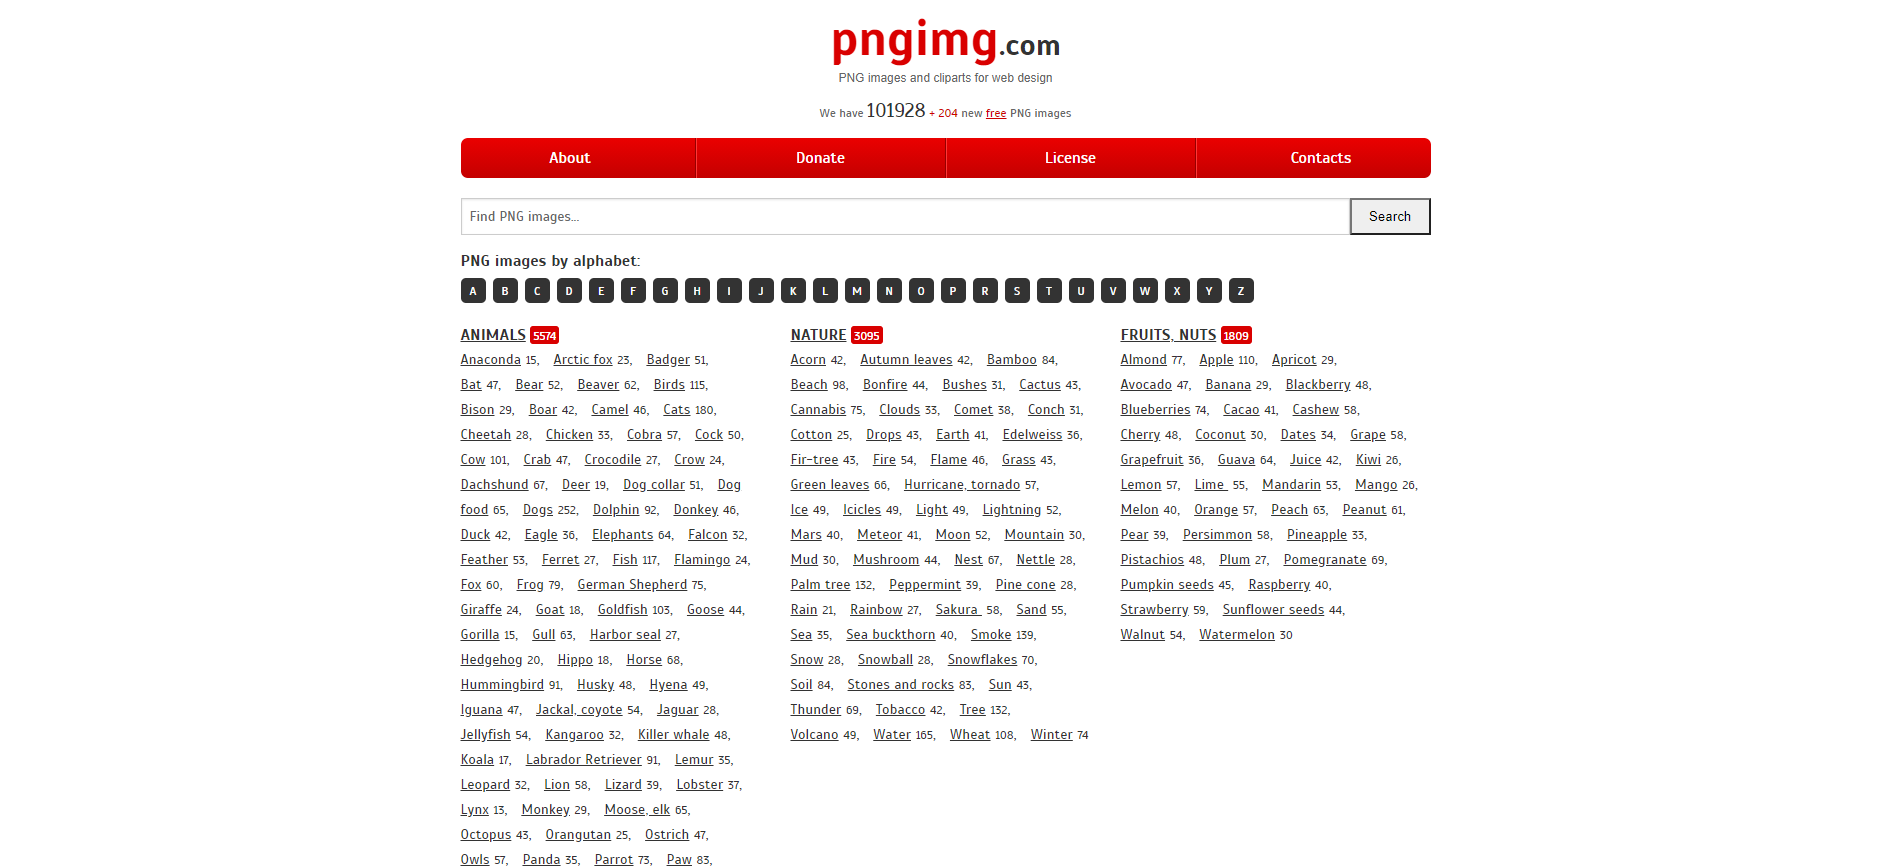 pngimg.com
PNG images and cliparts for web design
We have 101928 + 204 new free PNG images
About Donate License Contacts
Find PNG images... Search
PNG images by alphabet:
A B C D E F G H I J K L M N O P R S T U V W X Y Z
ANIMALS 5574
Anaconda 15, Arctic fox 23, Badger 51,
Bat 47, Bear 52, Beaver 62, Birds 115,
Bison 29, Boar 42, Camel 46, Cats 180,
Cheetah 28, Chicken 33, Cobra 57, Cock 50,
Cow 101, Crab 47, Crocodile 27, Crow 24,
Dachshund 67, Deer 19, Dog collar 51, Dog
food 65, Dogs 252, Dolphin 92, Donkey 46,
Duck 42, Eagle 36, Elephants 64, Falcon 32,
Feather 53, Ferret 27, Fish 117, Flamingo 24,
Fox 60, Frog 79, German Shepherd 75,
Giraffe 24, Goat 18, Goldfish 103, Goose 44,
Gorilla 15, Gull 63, Harbor seal 27,
Hedgehog 20, Hippo 18, Horse 68,
Hummingbird 91, Husky 48, Hyena 49,
Iguana 47, Jackal, coyote 54, Jaguar 28,
Jellyfish 54, Kangaroo 32, Killer whale 48,
Koala 17, Labrador Retriever 91, Lemur 35,
Leopard 32, Lion 58, Lizard 39, Lobster 37,
Lynx 13, Monkey 29, Moose, elk 65,
Octopus 43, Orangutan 25, Ostrich 47,
Owls 57, Panda 35, Parrot 73, Paw 83,
NATURE 3095
Acorn 42, Autumn leaves 42, Bamboo 84,
Beach 98, Bonfire 44, Bushes 31, Cactus 43,
Cannabis 75, Clouds 33, Comet 38, Conch 31,
Cotton 25, Drops 43, Earth 41, Edelweiss 36,
Fir-tree 43, Fire 54, Flame 46, Grass 43,
Green leaves 66, Hurricane, tornado 57,
Ice 49, Icicles 49, Light 49, Lightning 52,
Mars 40, Meteor 41, Moon 52, Mountain 30,
Mud 30, Mushroom 44, Nest 67, Nettle 28,
Palm tree 132, Peppermint 39, Pine cone 28,
Rain 21, Rainbow 27, Sakura 58, Sand 55,
Sea 35, Sea buckthorn 40, Smoke 139,
Snow 28, Snowball 28, Snowflakes 70,
Soil 84, Stones and rocks 83, Sun 43,
Thunder 69, Tobacco 42, Tree 132,
Volcano 49, Water 165, Wheat 108, Winter 74
FRUITS, NUTS 1809
Almond 77, Apple 110, Apricot 29,
Avocado 47, Banana 29, Blackberry 48,
Blueberries 74, Cacao 41, Cashew 58,
Cherry 48, Coconut 30, Dates 34, Grape 58,
Grapefruit 36, Guava 64, Juice 42, Kiwi 26,
Lemon 57, Lime 55, Mandarin 53, Mango 26,
Melon 40, Orange 57, Peach 63, Peanut 61,
Pear 39, Persimmon 58, Pineapple 33,
Pistachios 48, Plum 27, Pomegranate 69,
Pumpkin seeds 45, Raspberry 40,
Strawberry 59, Sunflower seeds 44,
Walnut 54, Watermelon 30